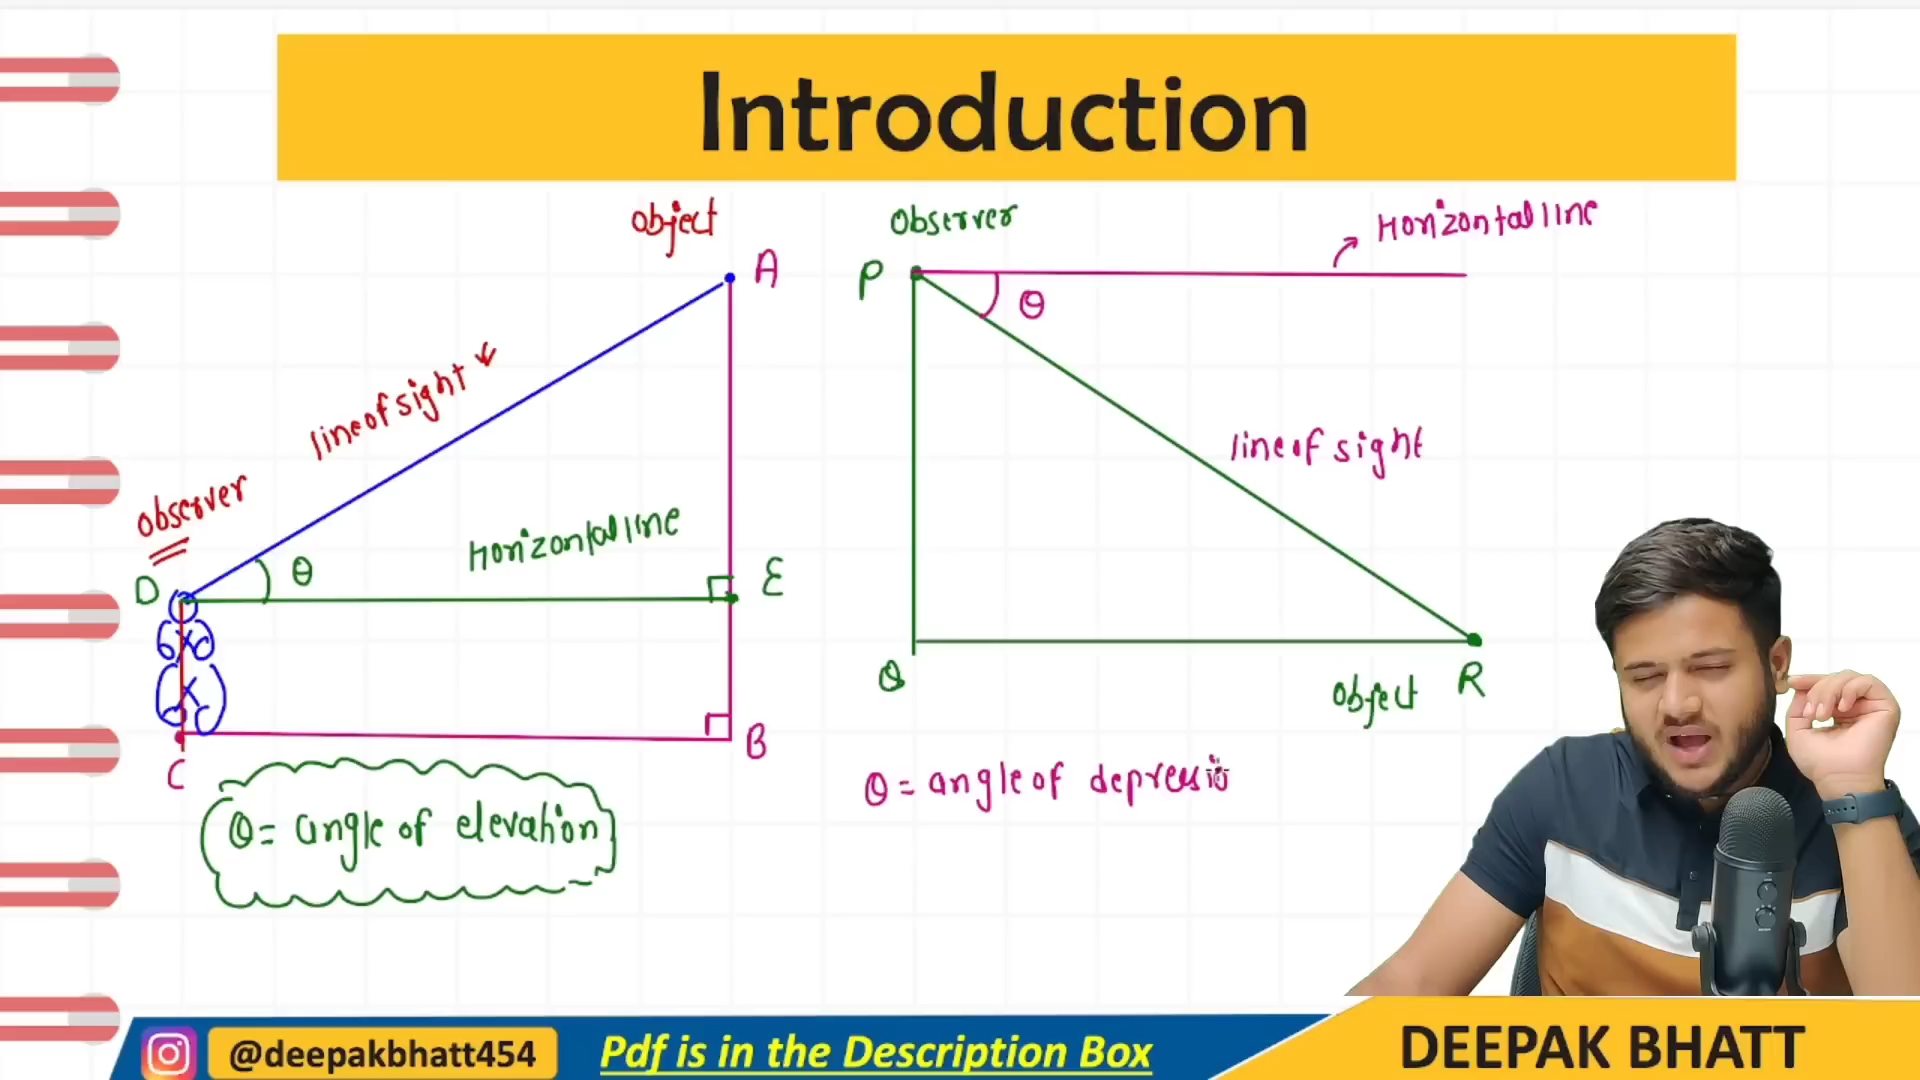 Introduction
Object
A
line of sight
Observer
D
θ
Horizontal line
E
C
B
θ = angle of elevation
Observer
Horizontal line
P
θ
line of sight
Q
Object
R
θ = angle of depressio
@deepakbhatt454
Pdf is in the Description Box
DEEPAK BHATT